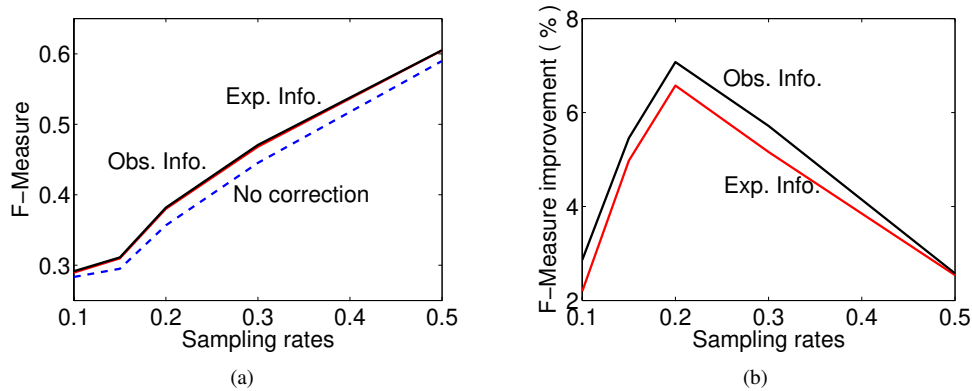 F-Measure
0.6
0.5
0.4
0.3
Exp. Info.
Obs. Info.
No correction
0.1 0.2 0.3 0.4 0.5
Sampling rates
(a)
F-Measure improvement ( % )
8
6
4
2
Obs. Info.
Exp. Info.
0.1 0.2 0.3 0.4 0.5
Sampling rates
(b)